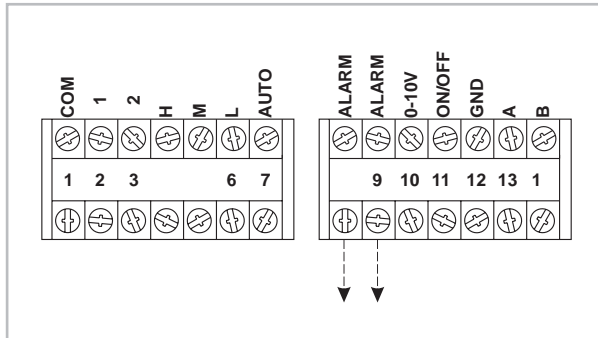 COM 1 2 H M L AUTO ALARM ALARM 0-10V ON/OFF GND A B
1 2 3 6 7 9 10 11 12 13 1